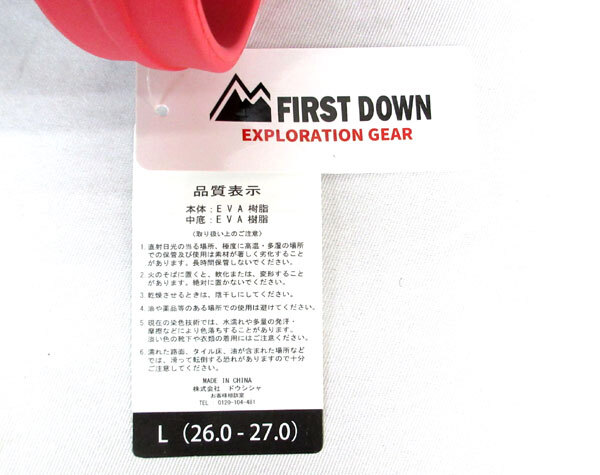 FIRST DOWN
EXPLORATION GEAR
品質表示
本体：ＥＶＡ樹脂
中底：ＥＶＡ樹脂
〈取り扱い上のご注意〉
1. 直射日光の当る場所、極度に高温・多湿の場所
での保管及び使用は素材が著しく劣化すること
があります。長時間保管しないでください。
2. 火のそばに置くと、軟化または、変形すること
があります。絶対に置かないでください。
3. 乾燥させるときは、陰干しにしてください。
4. 油や薬品等のある場所での使用は避けてください。
5. 現在の染色技術では、水濡れや多量の発汗・
摩擦などにより色落ちすることがあります。
淡い色の靴下や衣類の着用にはご注意ください。
6. 濡れた路面、タイル床、油が含まれた場所など
では、滑って転倒する恐れがありますので十分
ご注意してください。
MADE IN CHINA
株式会社　ドウシシャ
お客様相談室
TEL 0120-104-481
L（26.0-27.0）